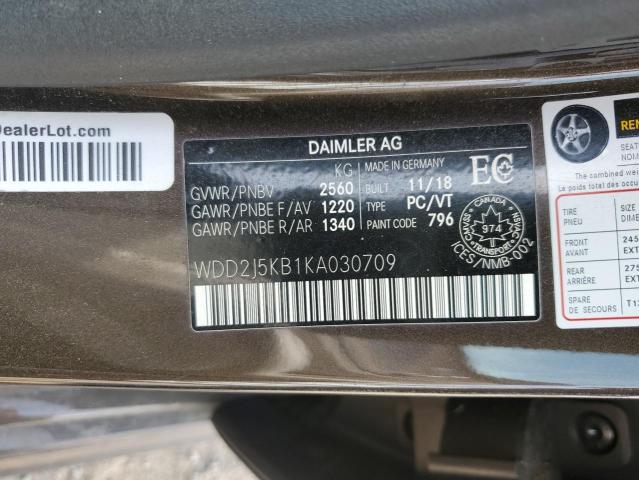 DealerLot.com
DAIMLER AG
KG
MADE IN GERMANY
GVWR/PNBV 2560 BUILT 11/18
GAWR/PNBE F/AV 1220 TYPE PC/VT
GAWR/PNBE R/AR 1340 PAINT CODE 796
EC
CANADA
974
TRANSPORT
ICES/NMB-002
WDD2J5KB1KA030709
REN
SEAT
NOM
The combined
Le poids total
TIRE SIZE
PNEU DIME
FRONT 245
AVANT EXT
REAR 275
ARRIÈRE EXT
SPARE
DE SECOURS